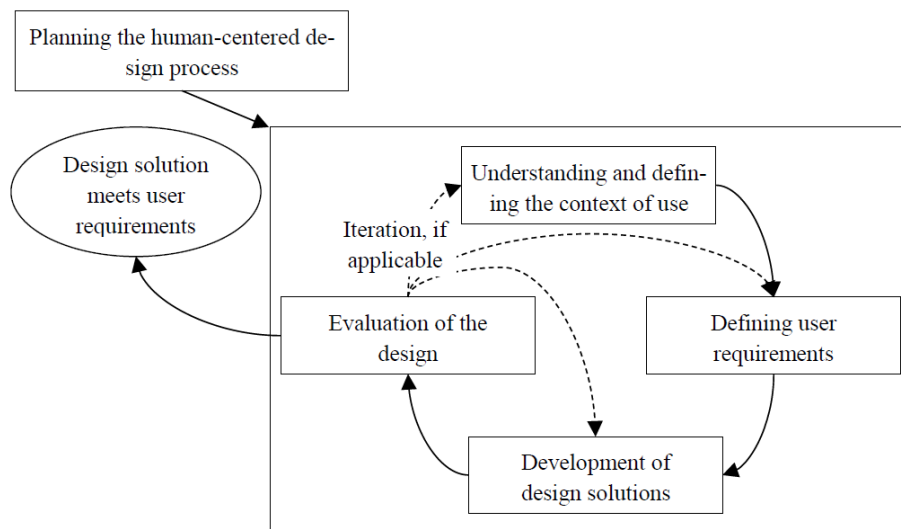 Planning the human-centered de-
sign process
Design solution
meets user
requirements
Understanding and defin-
ing the context of use
Iteration, if
applicable
Evaluation of the
design
Defining user
requirements
Development of
design solutions